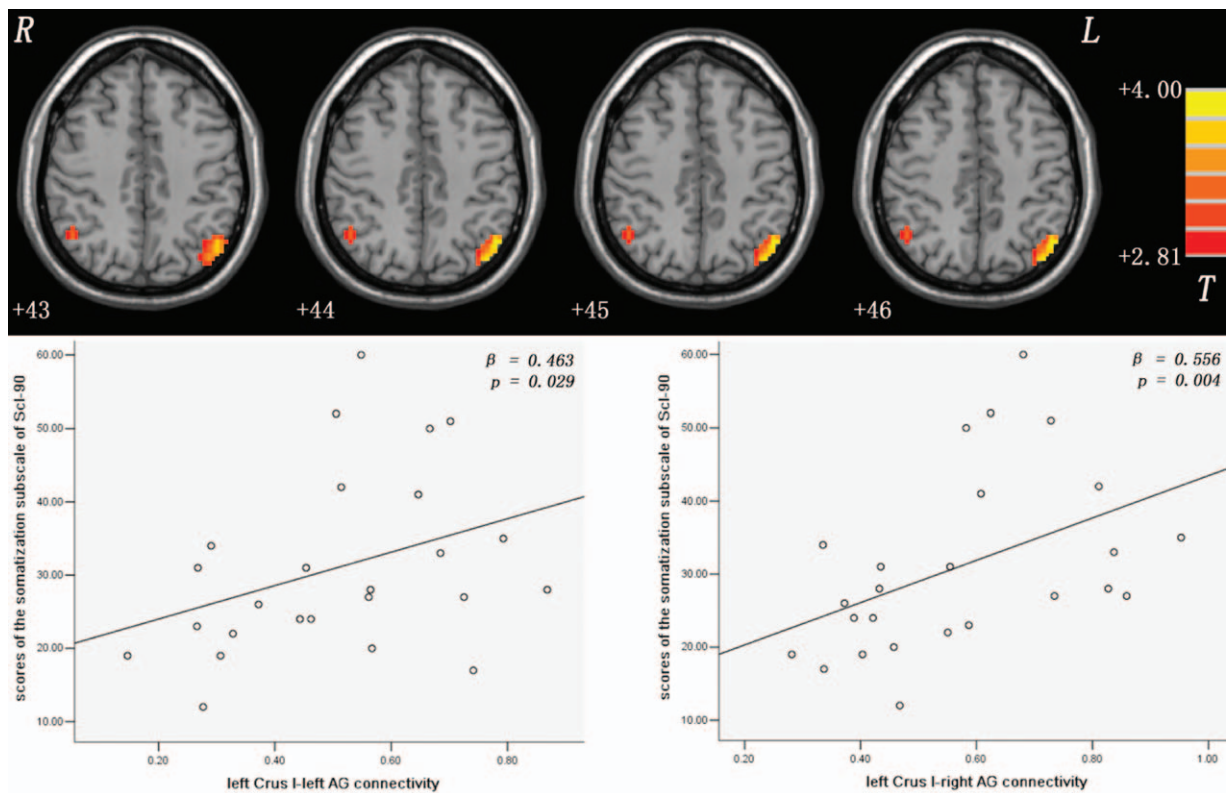 R
L
+4.00
+2.81
T
+43
+44
+45
+46
β = 0.463
p = 0.029
scores of the somatization subscale of Scl-90
60.00
50.00
40.00
30.00
20.00
10.00
0.20
0.40
0.60
0.80
left Crus I-left AG connectivity
β = 0.556
p = 0.004
scores of the somatization subscale of Scl-90
60.00
50.00
40.00
30.00
20.00
10.00
0.20
0.40
0.60
0.80
1.00
left Crus I-right AG connectivity